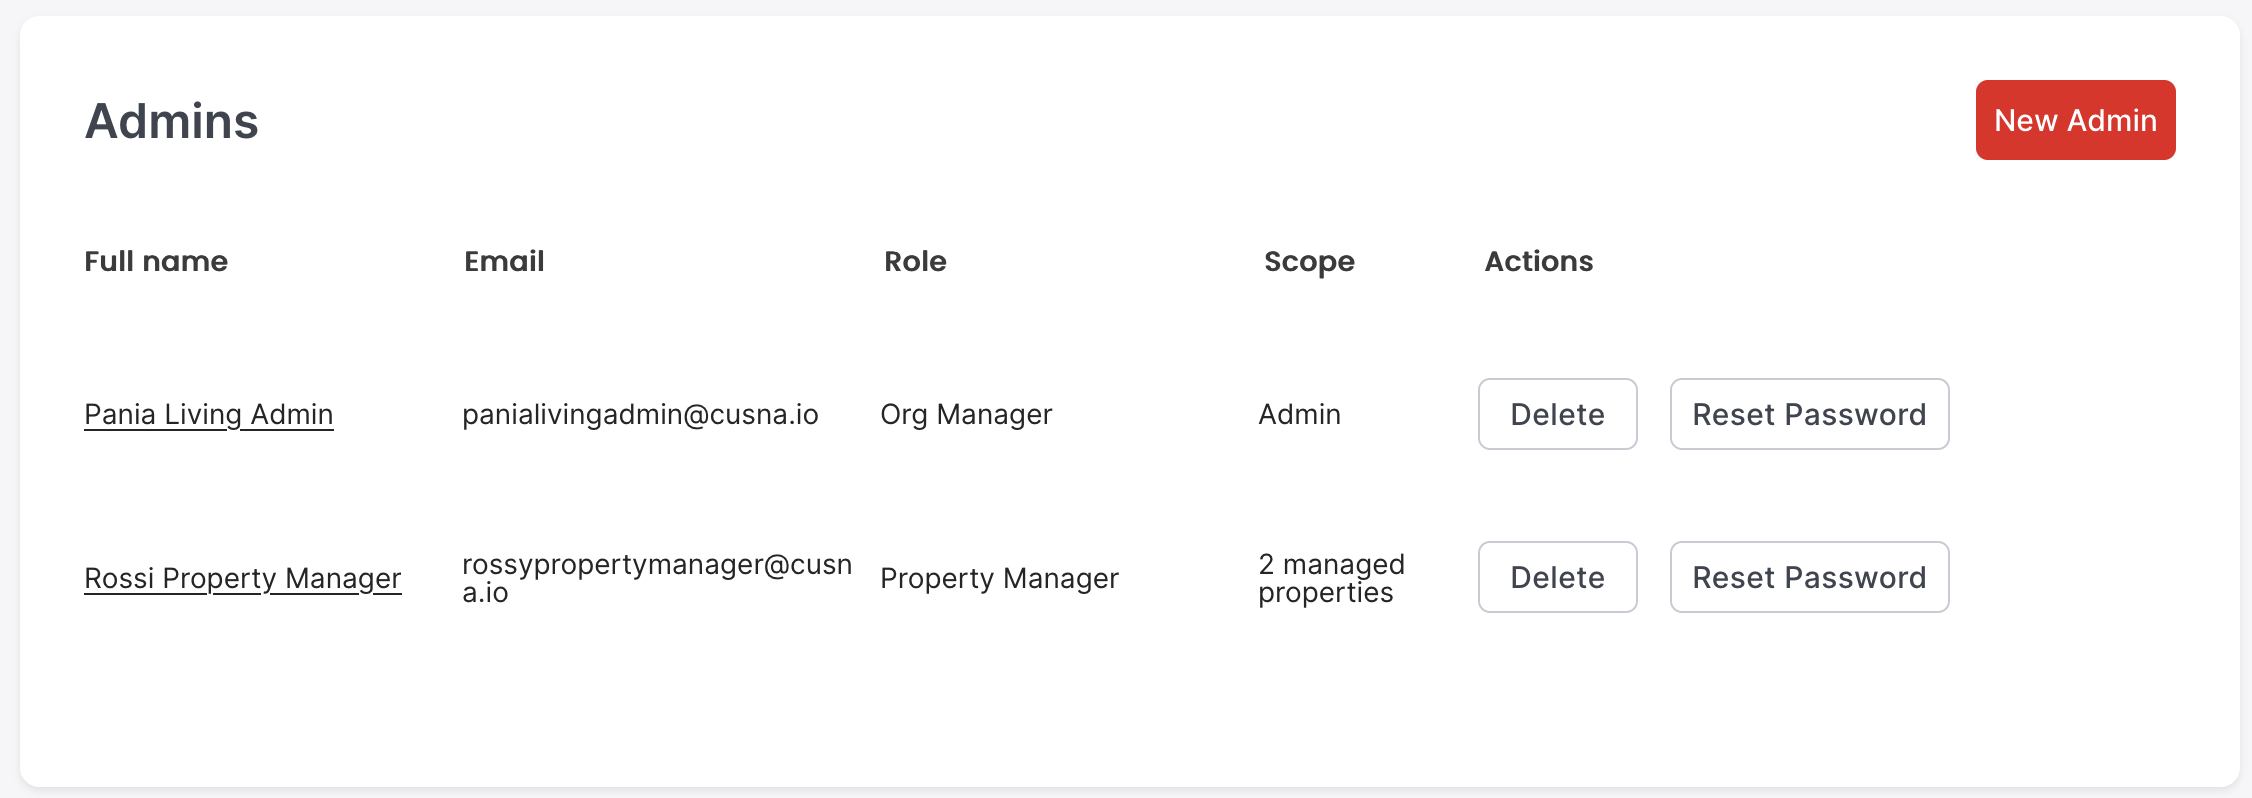 Admins
New Admin
Full name Email Role Scope Actions
Pania Living Admin panialivingadmin@cusna.io Org Manager Admin Delete Reset Password
Rossi Property Manager rossypropertymanager@cusn Property Manager 2 managed Delete Reset Password
a.io properties